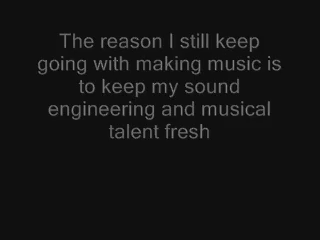 The reason I still keep
going with making music is
to keep my sound
engineering and musical
talent fresh